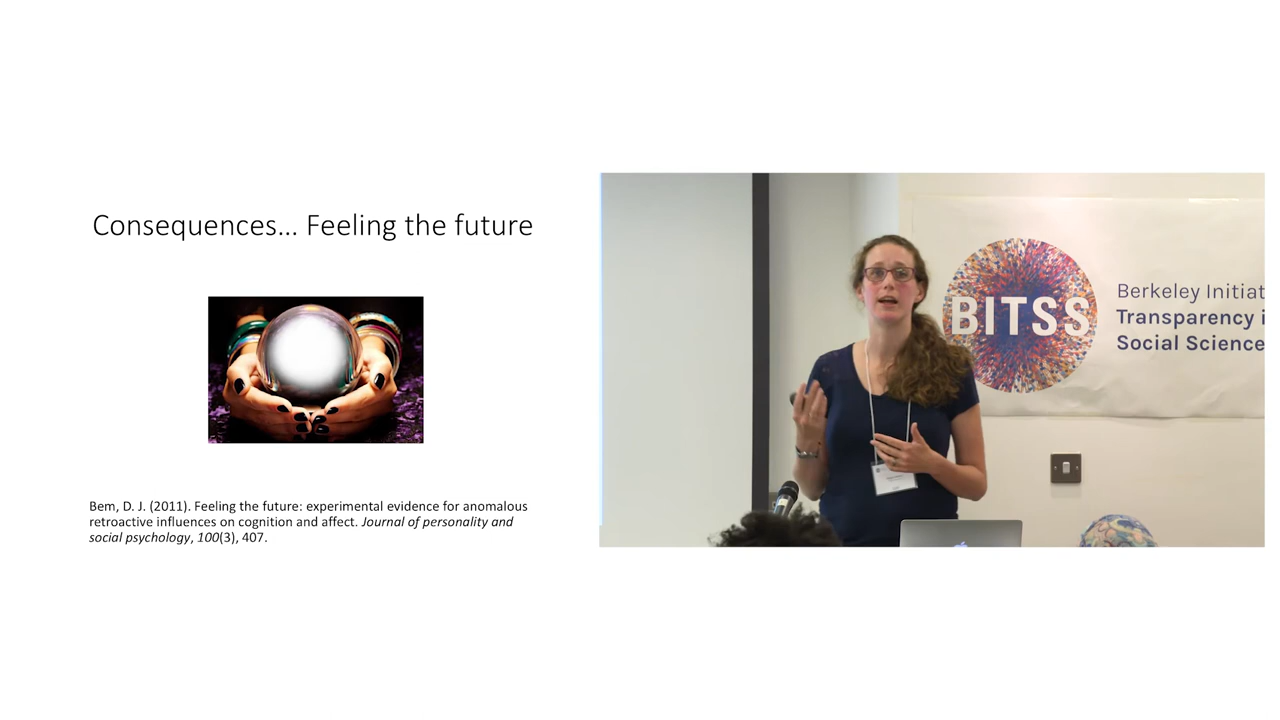 Consequences... Feeling the future
Bem, D. J. (2011). Feeling the future: experimental evidence for anomalous
retroactive influences on cognition and affect. Journal of personality and
social psychology, 100(3), 407.
BITSS
Berkeley Initiat
Transparency i
Social Science